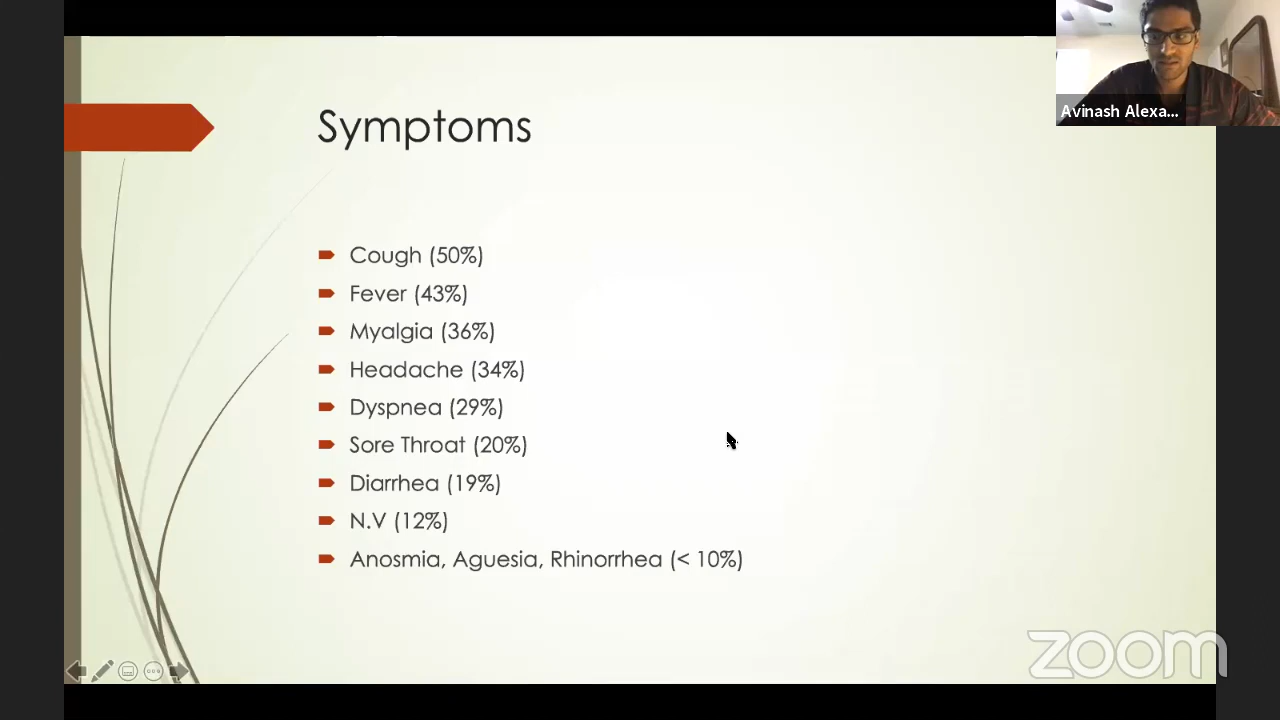 Avinash Alexa...
Symptoms
Cough (50%)
Fever (43%)
Myalgia (36%)
Headache (34%)
Dyspnea (29%)
Sore Throat (20%)
Diarrhea (19%)
N.V (12%)
Anosmia, Aguesia, Rhinorrhea (< 10%)
zoom